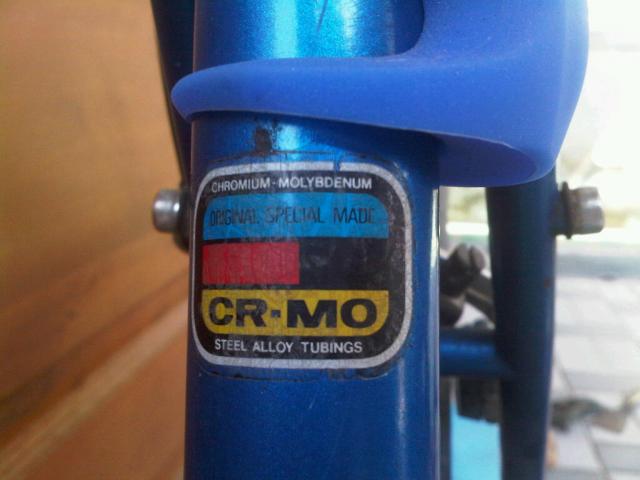 CHROMIUM-MOLYBDENUM
ORIGINAL SPECIAL MADE
CR-MO
STEEL ALLOY TUBINGS